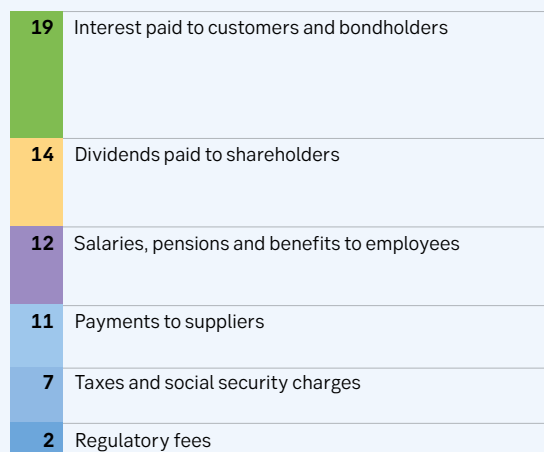 19 Interest paid to customers and bondholders
14 Dividends paid to shareholders
12 Salaries, pensions and benefits to employees
11 Payments to suppliers
7 Taxes and social security charges
2 Regulatory fees